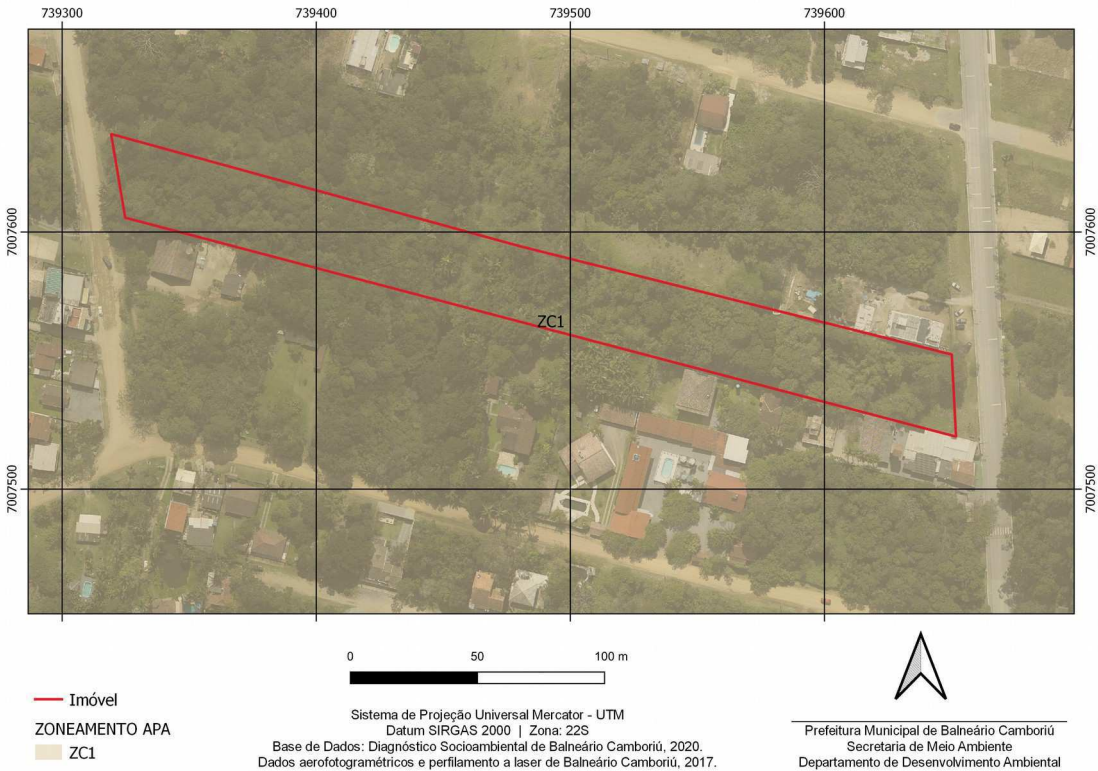 739300
739400
739500
739600
7007600
7007600
ZC1
7007500
7007500
0
50
100 m
Imóvel
ZONEAMENTO APA
ZC1
Sistema de Projeção Universal Mercator - UTM
Datum SIRGAS 2000 | Zona: 22S
Base de Dados: Diagnóstico Socioambiental de Balneário Camboriú, 2020.
Dados aerofotogramétricos e perfilamento a laser de Balneário Camboriú, 2017.
Prefeitura Municipal de Balneário Camboriú
Secretaria de Meio Ambiente
Departamento de Desenvolvimento Ambiental